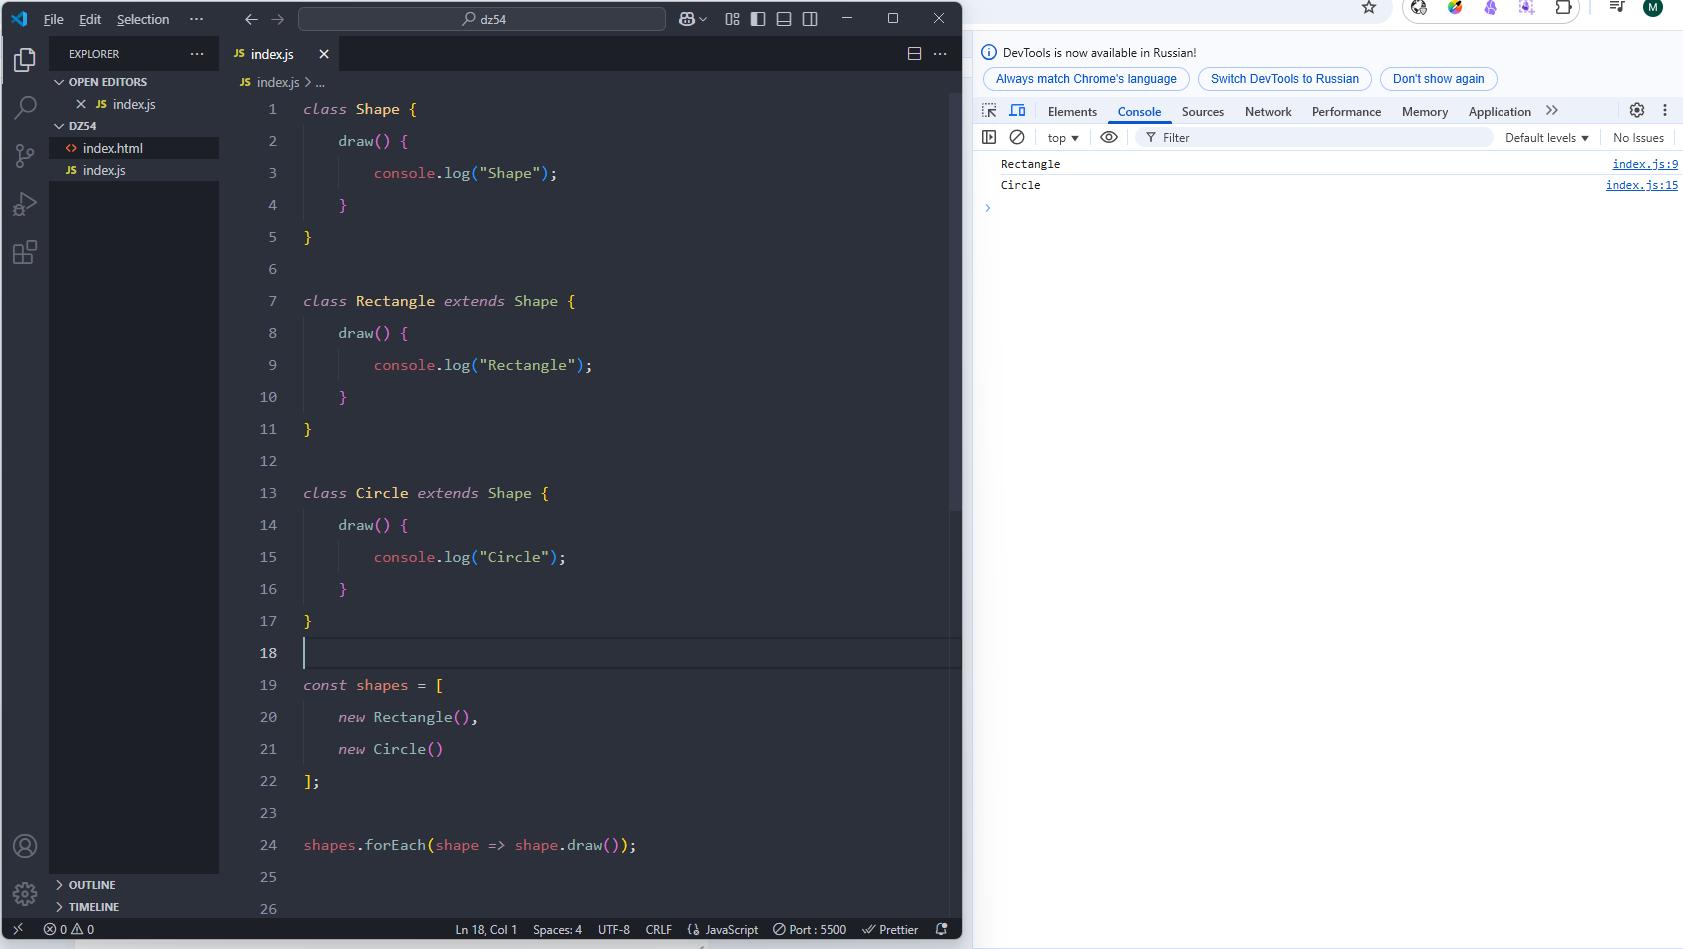 File Edit Selection ··· dz54
EXPLORER ···
OPEN EDITORS
JS index.js
DZ54
<> index.html
JS index.js
OUTLINE
TIMELINE
JS index.js
JS index.js > ...
1 class Shape {
2 draw() {
3 console.log("Shape");
4 }
5 }
6
7 class Rectangle extends Shape {
8 draw() {
9 console.log("Rectangle");
10 }
11 }
12
13 class Circle extends Shape {
14 draw() {
15 console.log("Circle");
16 }
17 }
18
19 const shapes = [
20 new Rectangle(),
21 new Circle()
22 ];
23
24 shapes.forEach(shape => shape.draw());
25
26
0 0 Ln 18, Col 1 Spaces: 4 UTF-8 CRLF {} JavaScript Port : 5500 Prettier
M
DevTools is now available in Russian!
Always match Chrome's language Switch DevTools to Russian Don't show again
Elements Console Sources Network Performance Memory Application
top Filter Default levels No Issues
Rectangle index.js:9
Circle index.js:15